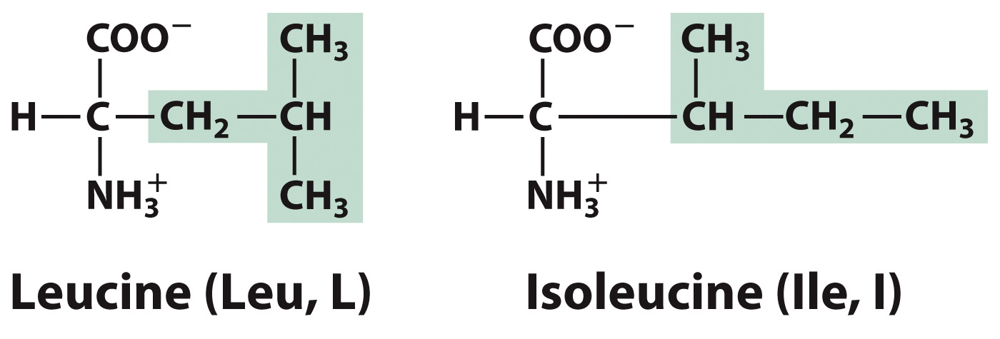 COO⁻ CH₃ COO⁻ CH₃
H C CH₂ CH H C CH CH₂ CH₃
NH₃⁺ CH₃ NH₃⁺
Leucine (Leu, L) Isoleucine (Ile, I)